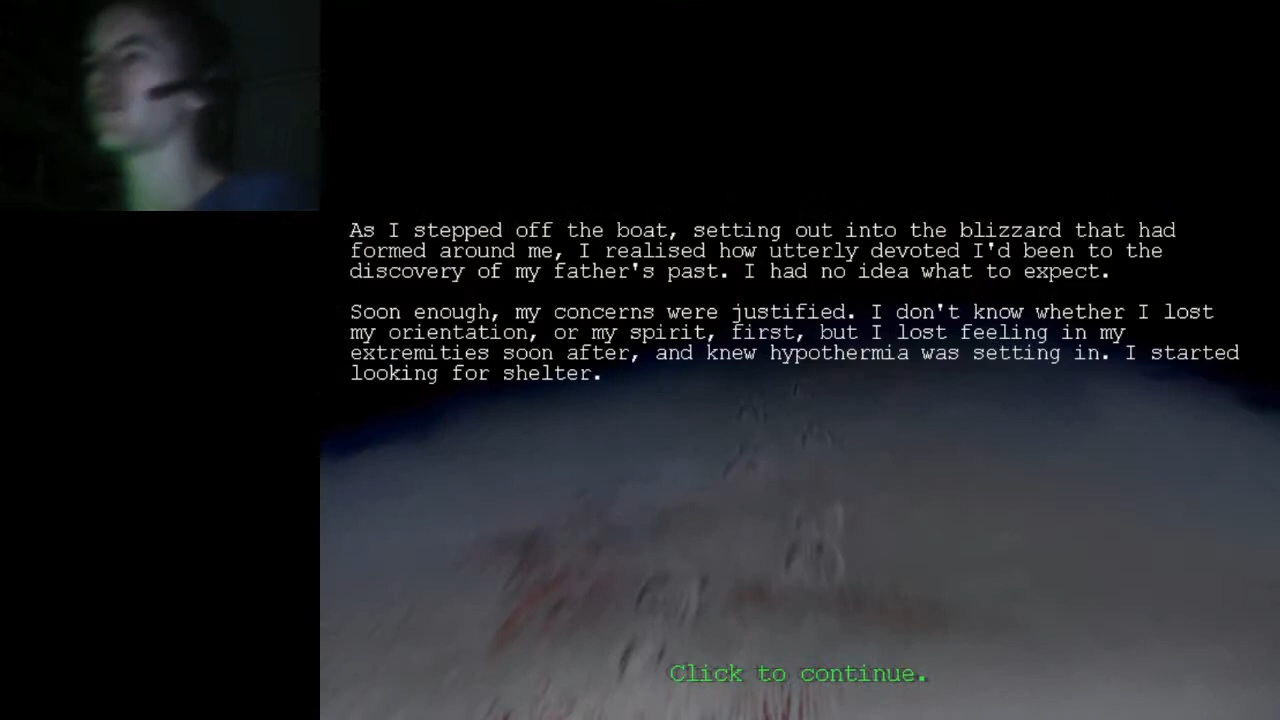 As I stepped off the boat, setting out into the blizzard that had
formed around me, I realised how utterly devoted I'd been to the
discovery of my father's past. I had no idea what to expect.
Soon enough, my concerns were justified. I don't know whether I lost
my orientation, or my spirit, first, but I lost feeling in my
extremities soon after, and knew hypothermia was setting in. I started
looking for shelter.
Click to continue.